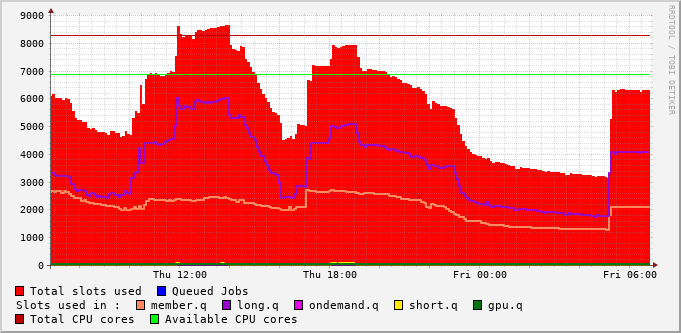 9000
8000
7000
6000
5000
4000
3000
2000
1000
0
Thu 12:00 Thu 18:00 Fri 00:00 Fri 06:00
Total slots used Queued Jobs
Slots used in : member.q long.q ondemand.q short.q gpu.q
Total CPU cores Available CPU cores
RRDTOOL / TOBI OETIKER